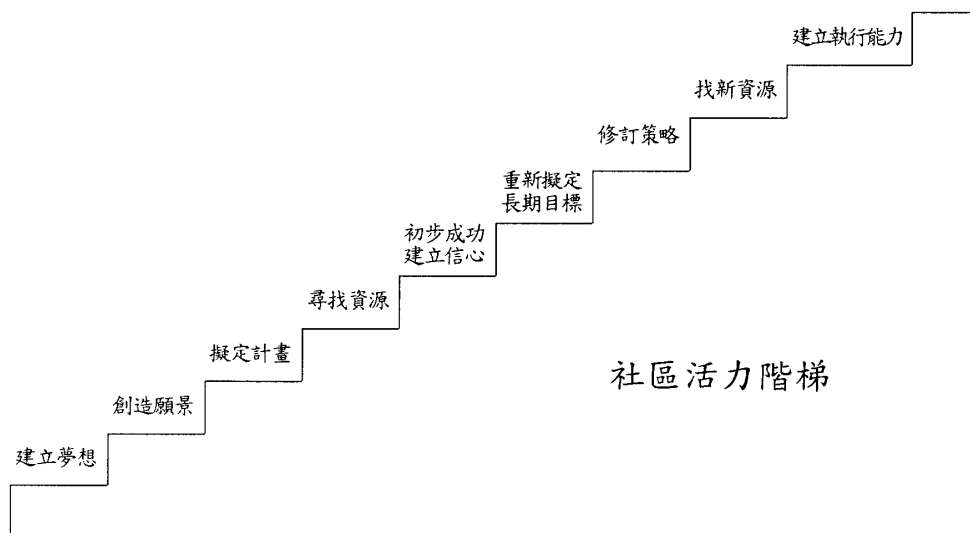 建立執行能力
找新資源
修訂策略
重新擬定
長期目標
初步成功
建立信心
尋找資源
擬定計畫
社區活力階梯
創造願景
建立夢想